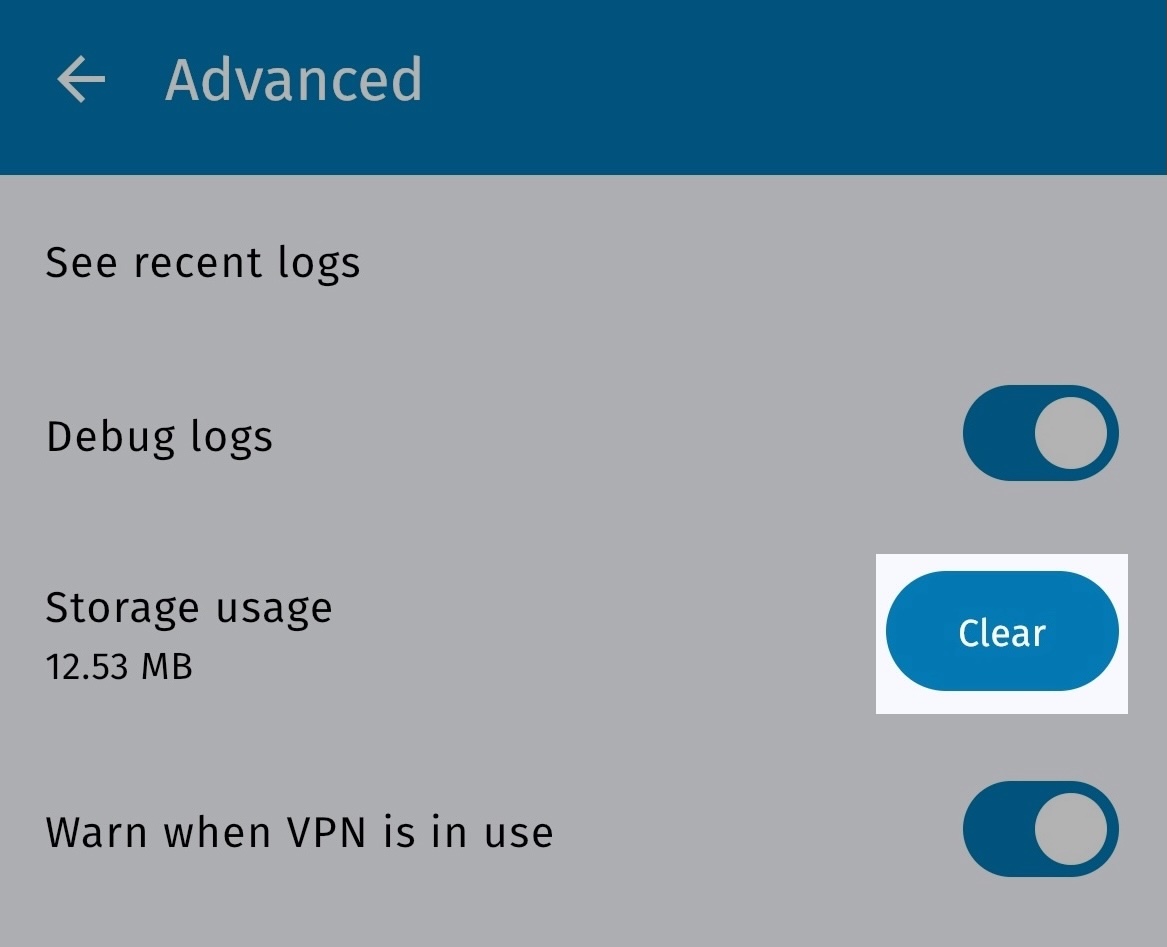 Advanced
See recent logs
Debug logs
Storage usage
12.53 MB
Clear
Warn when VPN is in use